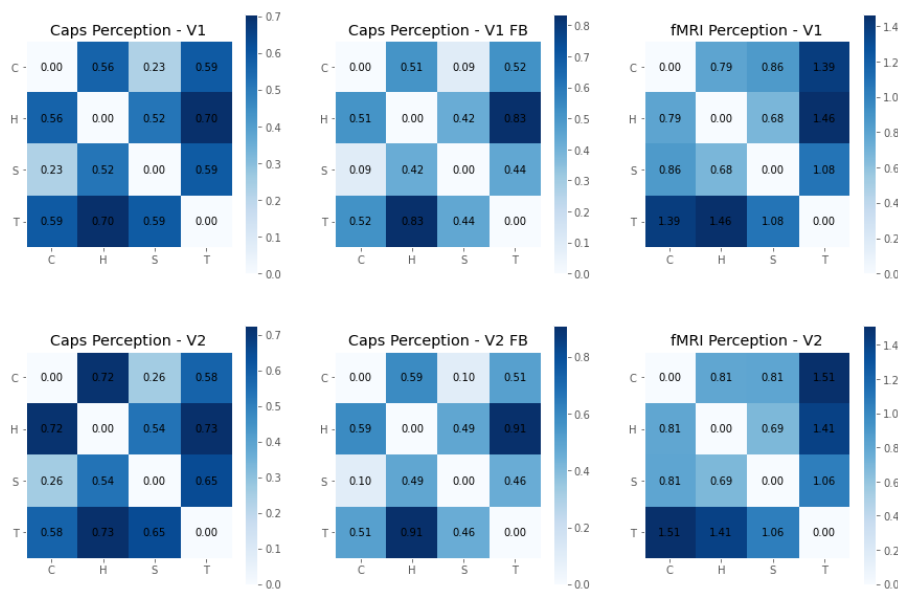 Caps Perception - V1
C 0.00 0.56 0.23 0.59
H 0.56 0.00 0.52 0.70
S 0.23 0.52 0.00 0.59
T 0.59 0.70 0.59 0.00
C H S T
0.7
0.6
0.5
0.4
0.3
0.2
0.1
0.0
Caps Perception - V1 FB
C 0.00 0.51 0.09 0.52
H 0.51 0.00 0.42 0.83
S 0.09 0.42 0.00 0.44
T 0.52 0.83 0.44 0.00
C H S T
0.8
0.7
0.6
0.5
0.4
0.3
0.2
0.1
0.0
fMRI Perception - V1
C 0.00 0.79 0.86 1.39
H 0.79 0.00 0.68 1.46
S 0.86 0.68 0.00 1.08
T 1.39 1.46 1.08 0.00
C H S T
1.4
1.2
1.0
0.8
0.6
0.4
0.2
0.0
Caps Perception - V2
C 0.00 0.72 0.26 0.58
H 0.72 0.00 0.54 0.73
S 0.26 0.54 0.00 0.65
T 0.58 0.73 0.65 0.00
C H S T
0.7
0.6
0.5
0.4
0.3
0.2
0.1
0.0
Caps Perception - V2 FB
C 0.00 0.59 0.10 0.51
H 0.59 0.00 0.49 0.91
S 0.10 0.49 0.00 0.46
T 0.51 0.91 0.46 0.00
C H S T
0.8
0.6
0.4
0.2
0.0
fMRI Perception - V2
C 0.00 0.81 0.81 1.51
H 0.81 0.00 0.69 1.41
S 0.81 0.69 0.00 1.06
T 1.51 1.41 1.06 0.00
C H S T
1.4
1.2
1.0
0.8
0.6
0.4
0.2
0.0